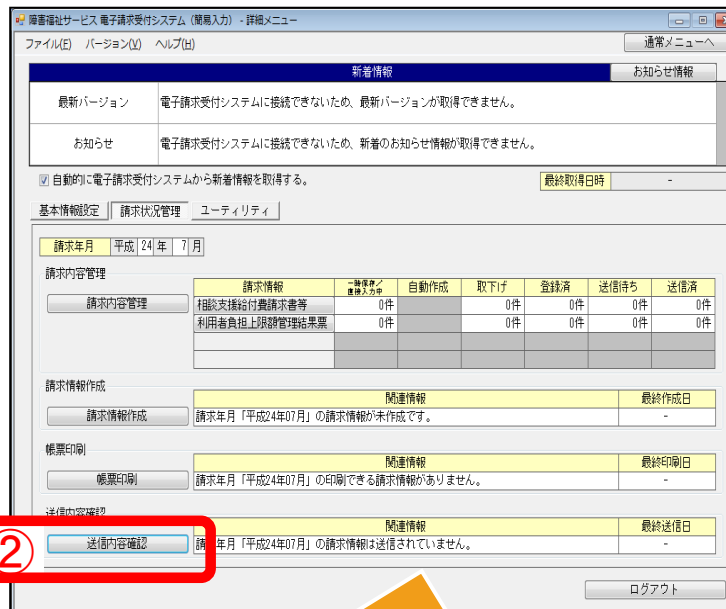 障害福祉サービス 電子請求受付システム（簡易入力） - 詳細メニュー
ファイル(F) バージョン(V) ヘルプ(H) 通常メニューへ
新着情報 お知らせ情報
最新バージョン 電子請求受付システムに接続できないため、最新バージョンが取得できません。
お知らせ 電子請求受付システムに接続できないため、新着のお知らせ情報が取得できません。
自動的に電子請求受付システムから新着情報を取得する。 最終取得日時 -
基本情報設定 請求状況管理 ユーティリティ
請求年月 平成 24 年 7 月
請求内容管理
請求情報 一時保存／直接入力中 自動作成 取下げ 登録済 送信待ち 送信済
請求内容管理 相談支援給付費請求書等 0件 0件 0件 0件 0件
利用者負担上限額管理結果票 0件 0件 0件 0件 0件
請求情報作成
関連情報 最終作成日
請求情報作成 請求年月「平成24年07月」の請求情報が未作成です。 -
帳票印刷
関連情報 最終印刷日
帳票印刷 請求年月「平成24年07月」の印刷できる請求情報がありません。 -
送信内容確認
関連情報 最終送信日
② 送信内容確認 請求年月「平成24年07月」の請求情報は送信されていません。 -
ログアウト